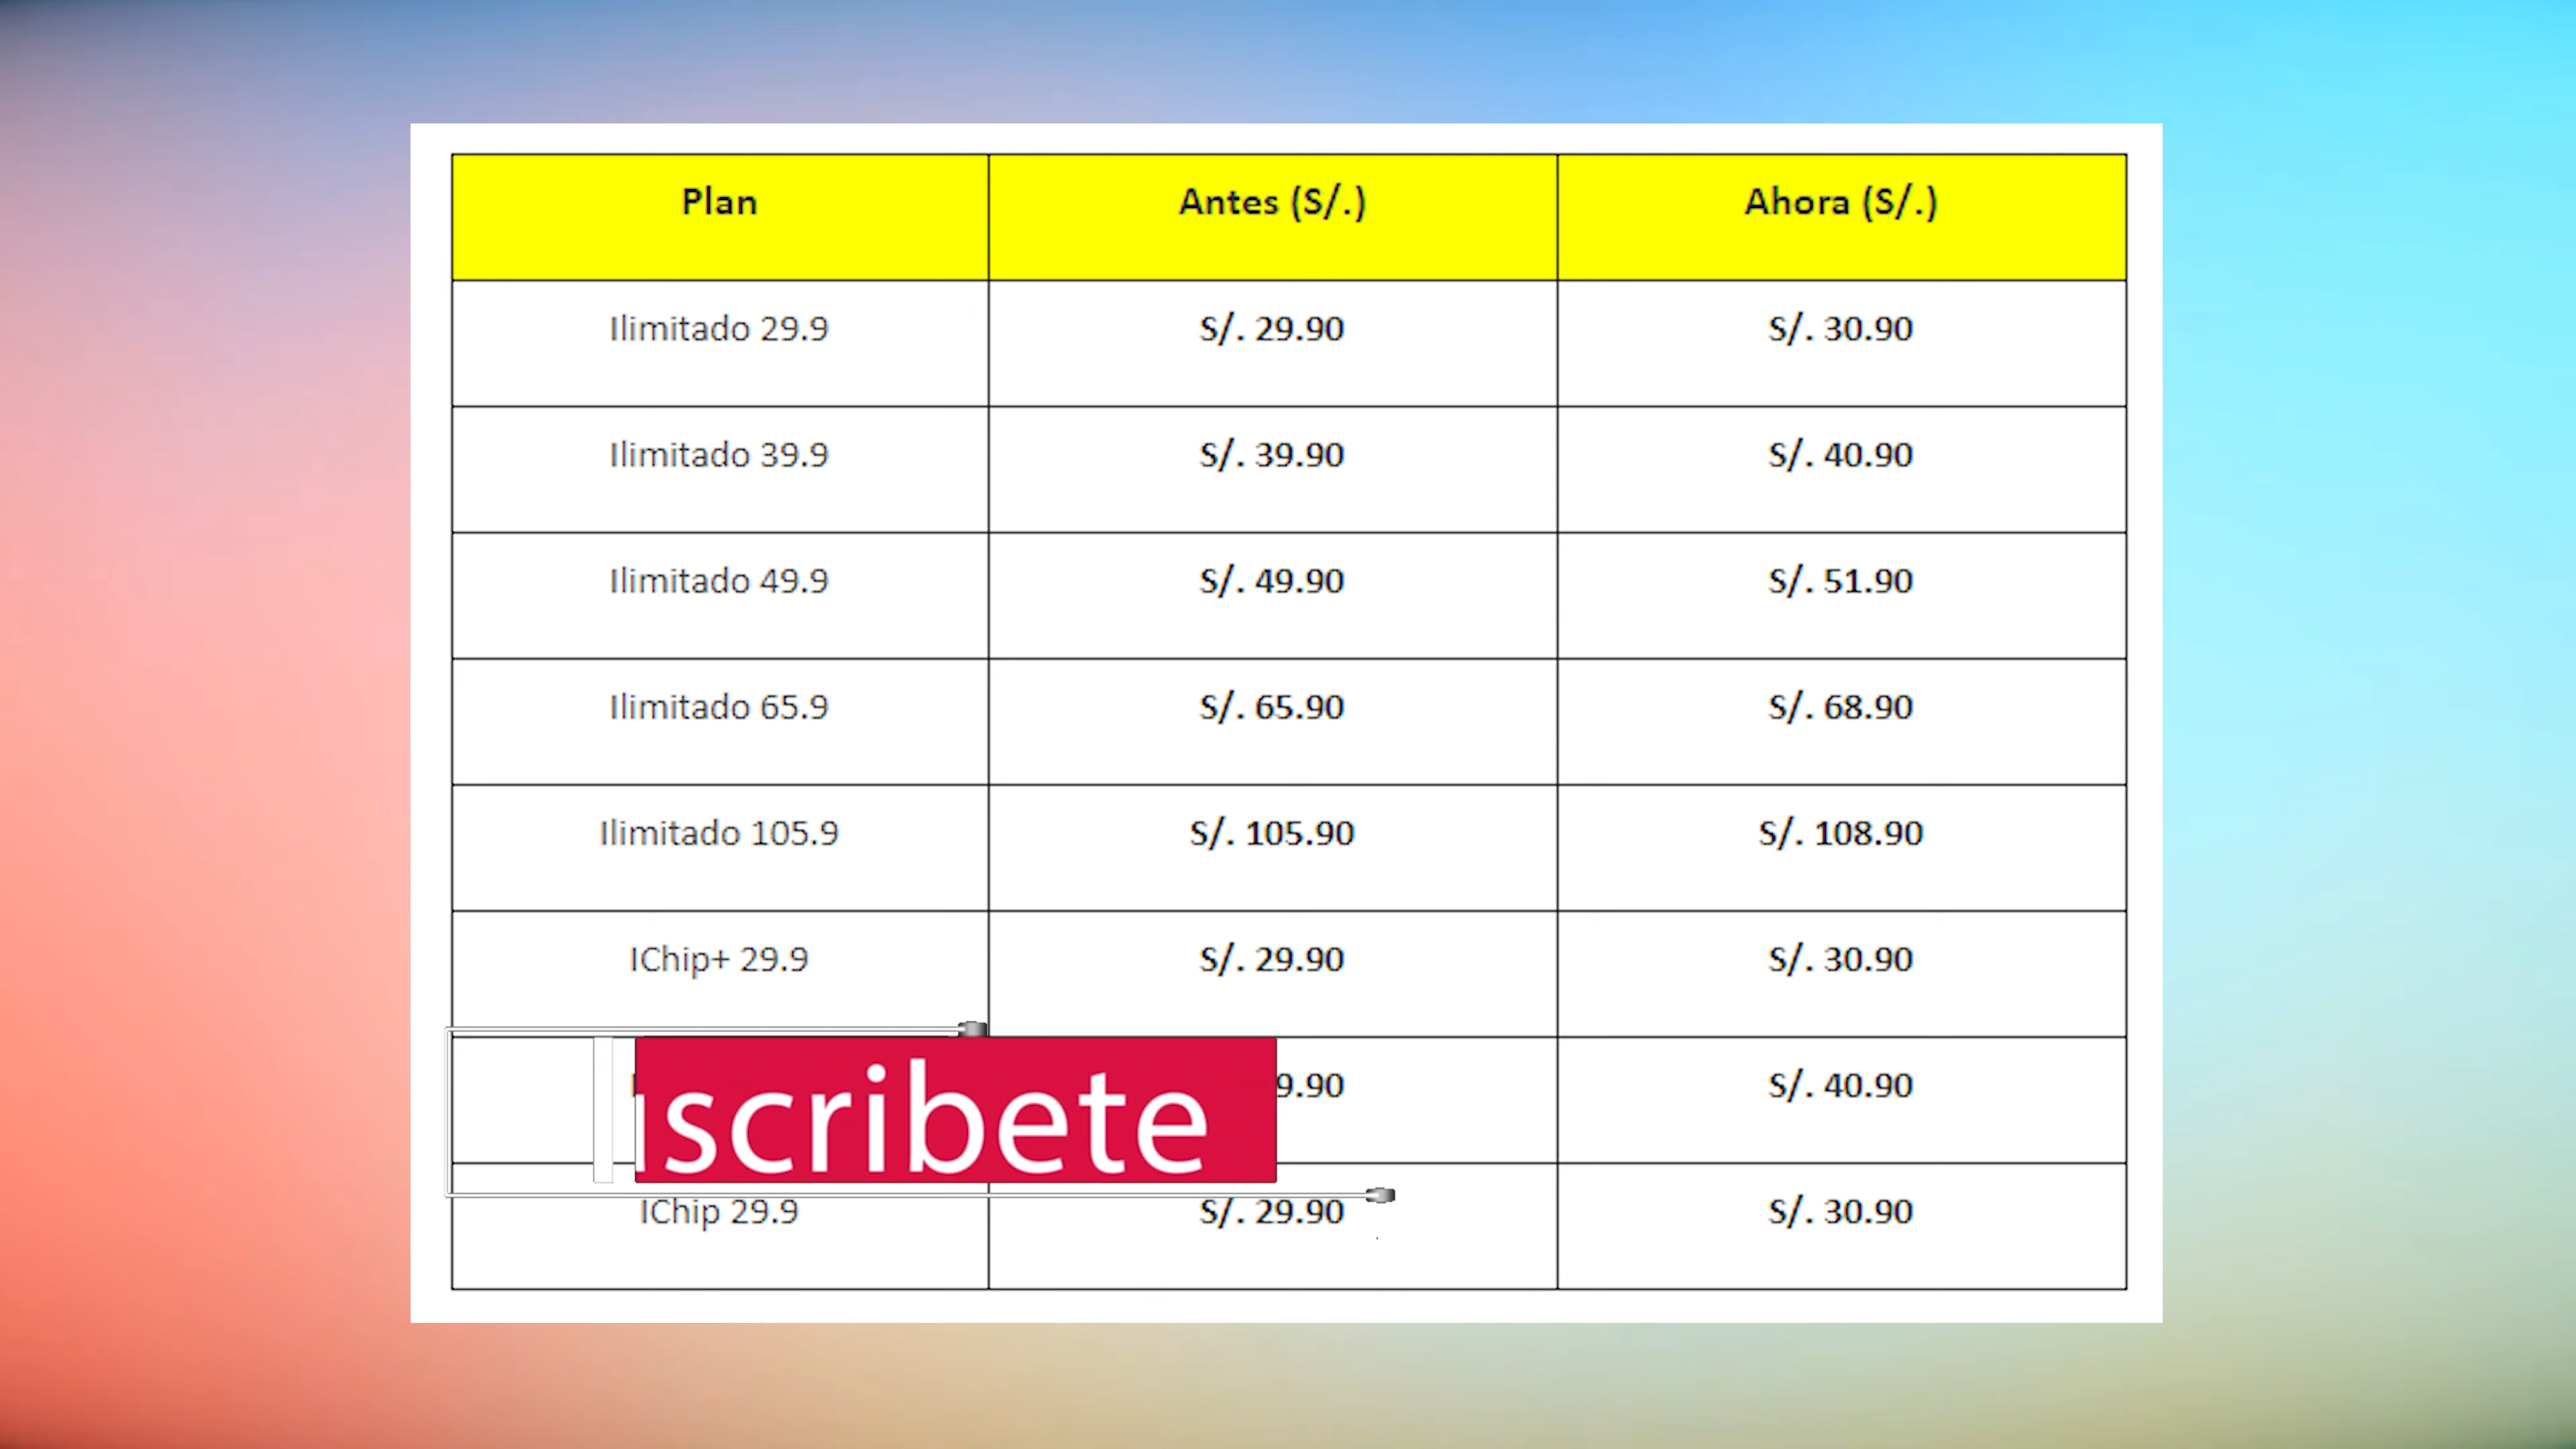 Plan Antes (S/.) Ahora (S/.)
Ilimitado 29.9 S/. 29.90 S/. 30.90
Ilimitado 39.9 S/. 39.90 S/. 40.90
Ilimitado 49.9 S/. 49.90 S/. 51.90
Ilimitado 65.9 S/. 65.90 S/. 68.90
Ilimitado 105.9 S/. 105.90 S/. 108.90
IChip+ 29.9 S/. 29.90 S/. 30.90
9.90 S/. 40.90
scribete
IChip 29.9 S/. 29.90 S/. 30.90